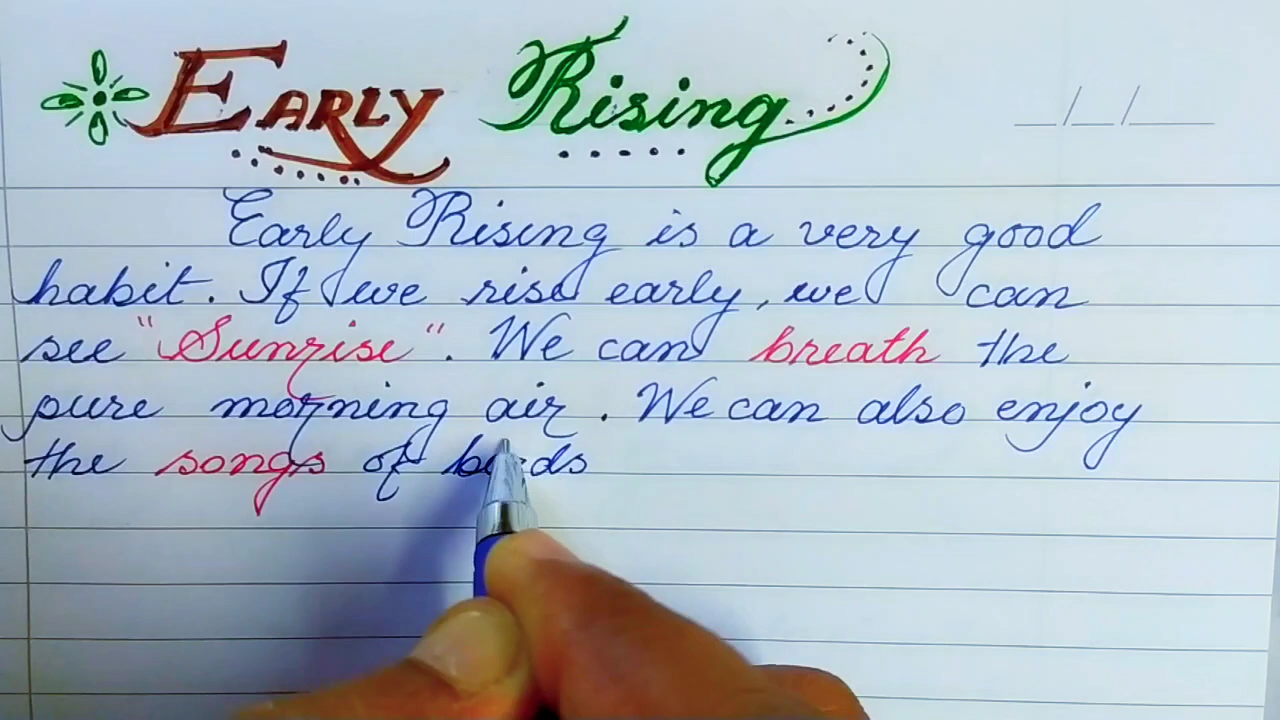 Early Rising
Early Rising is a very good
habit. If we rise early, we can
see "Sunrise". We can breath the
pure morning air. We can also enjoy
the songs of birds